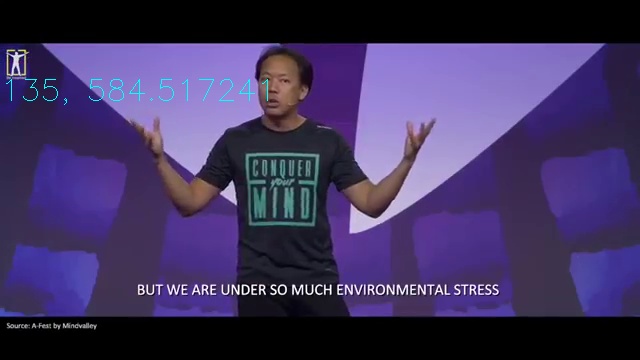 135, 584.517241
CONQUER
your
MIND
BUT WE ARE UNDER SO MUCH ENVIRONMENTAL STRESS
Source: A-Fest by Mindvalley